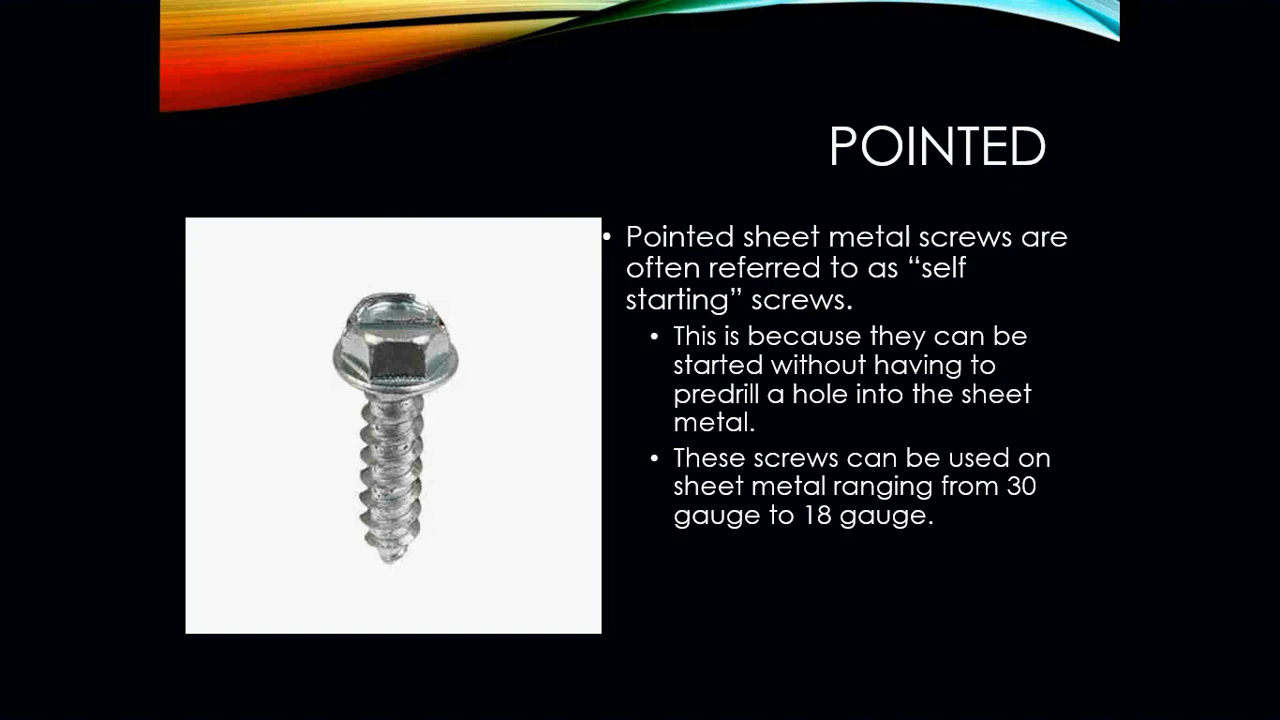 POINTED
• Pointed sheet metal screws are
often referred to as “self
starting” screws.
• This is because they can be
started without having to
predrill a hole into the sheet
metal.
• These screws can be used on
sheet metal ranging from 30
gauge to 18 gauge.